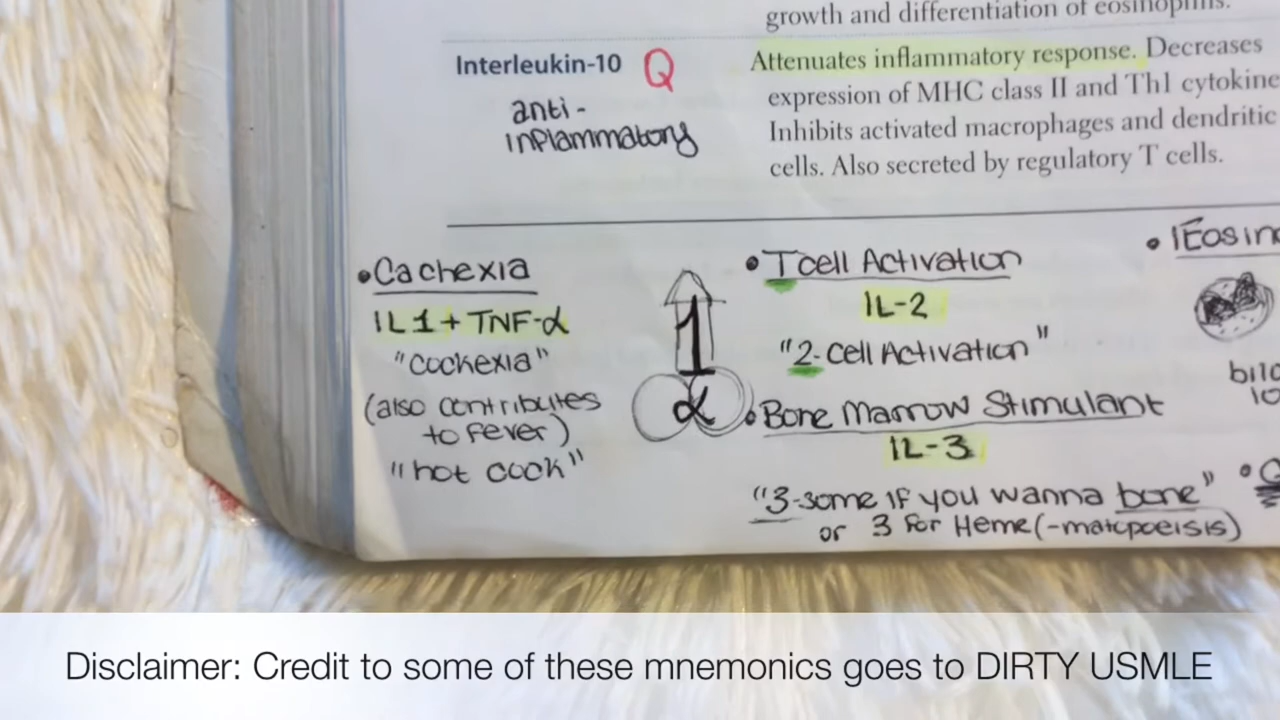 growth and differentiation of eosinophils.
Interleukin-10 Q
anti-
inflammatory
Attenuates inflammatory response. Decreases
expression of MHC class II and Th1 cytokine
Inhibits activated macrophages and dendritic
cells. Also secreted by regulatory T cells.
• Cachexia
IL1 + TNF-α
"cockexia"
(also contributes
to fever)
"hot cock"
1
α
• T cell Activation
IL-2
"2-cell Activation"
• Bone Marrow Stimulant
IL-3
"3-some If you wanna bone"
or 3 for Heme (-matopoeisis)
Disclaimer: Credit to some of these mnemonics goes to DIRTY USMLE